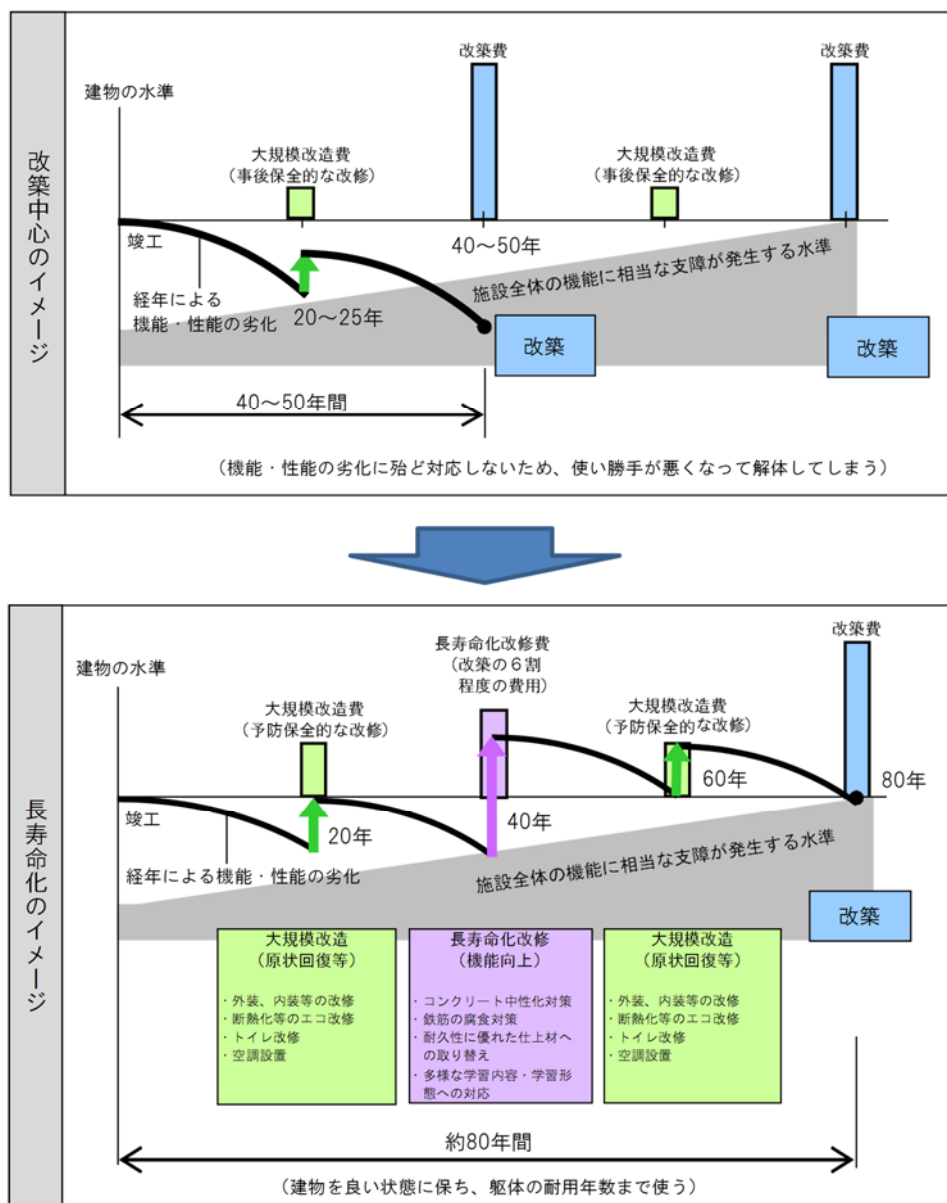 改築中心のイメージ
改築費
改築費
建物の水準
大規模改造費
（事後保全的な改修）
大規模改造費
（事後保全的な改修）
竣工
40～50年
施設全体の機能に相当な支障が発生する水準
経年による
機能・性能の劣化
20～25年
改築
改築
40～50年間
（機能・性能の劣化に殆ど対応しないため、使い勝手が悪くなって解体してしまう）
長寿命化のイメージ
建物の水準
長寿命化改修費
（改築の６割
程度の費用）
改築費
大規模改造費
（予防保全的な改修）
大規模改造費
（予防保全的な改修）
竣工
20年
40年
60年
80年
経年による機能・性能の劣化
施設全体の機能に相当な支障が発生する水準
改築
大規模改造
（原状回復等）
・外装、内装等の改修
・断熱化等のエコ改修
・トイレ改修
・空調設置
長寿命化改修
（機能向上）
・コンクリート中性化対策
・鉄筋の腐食対策
・耐久性に優れた仕上材へ
の取り替え
・多様な学習内容・学習形
態への対応
大規模改造
（原状回復等）
・外装、内装等の改修
・断熱化等のエコ改修
・トイレ改修
・空調設置
約80年間
（建物を良い状態に保ち、躯体の耐用年数まで使う）